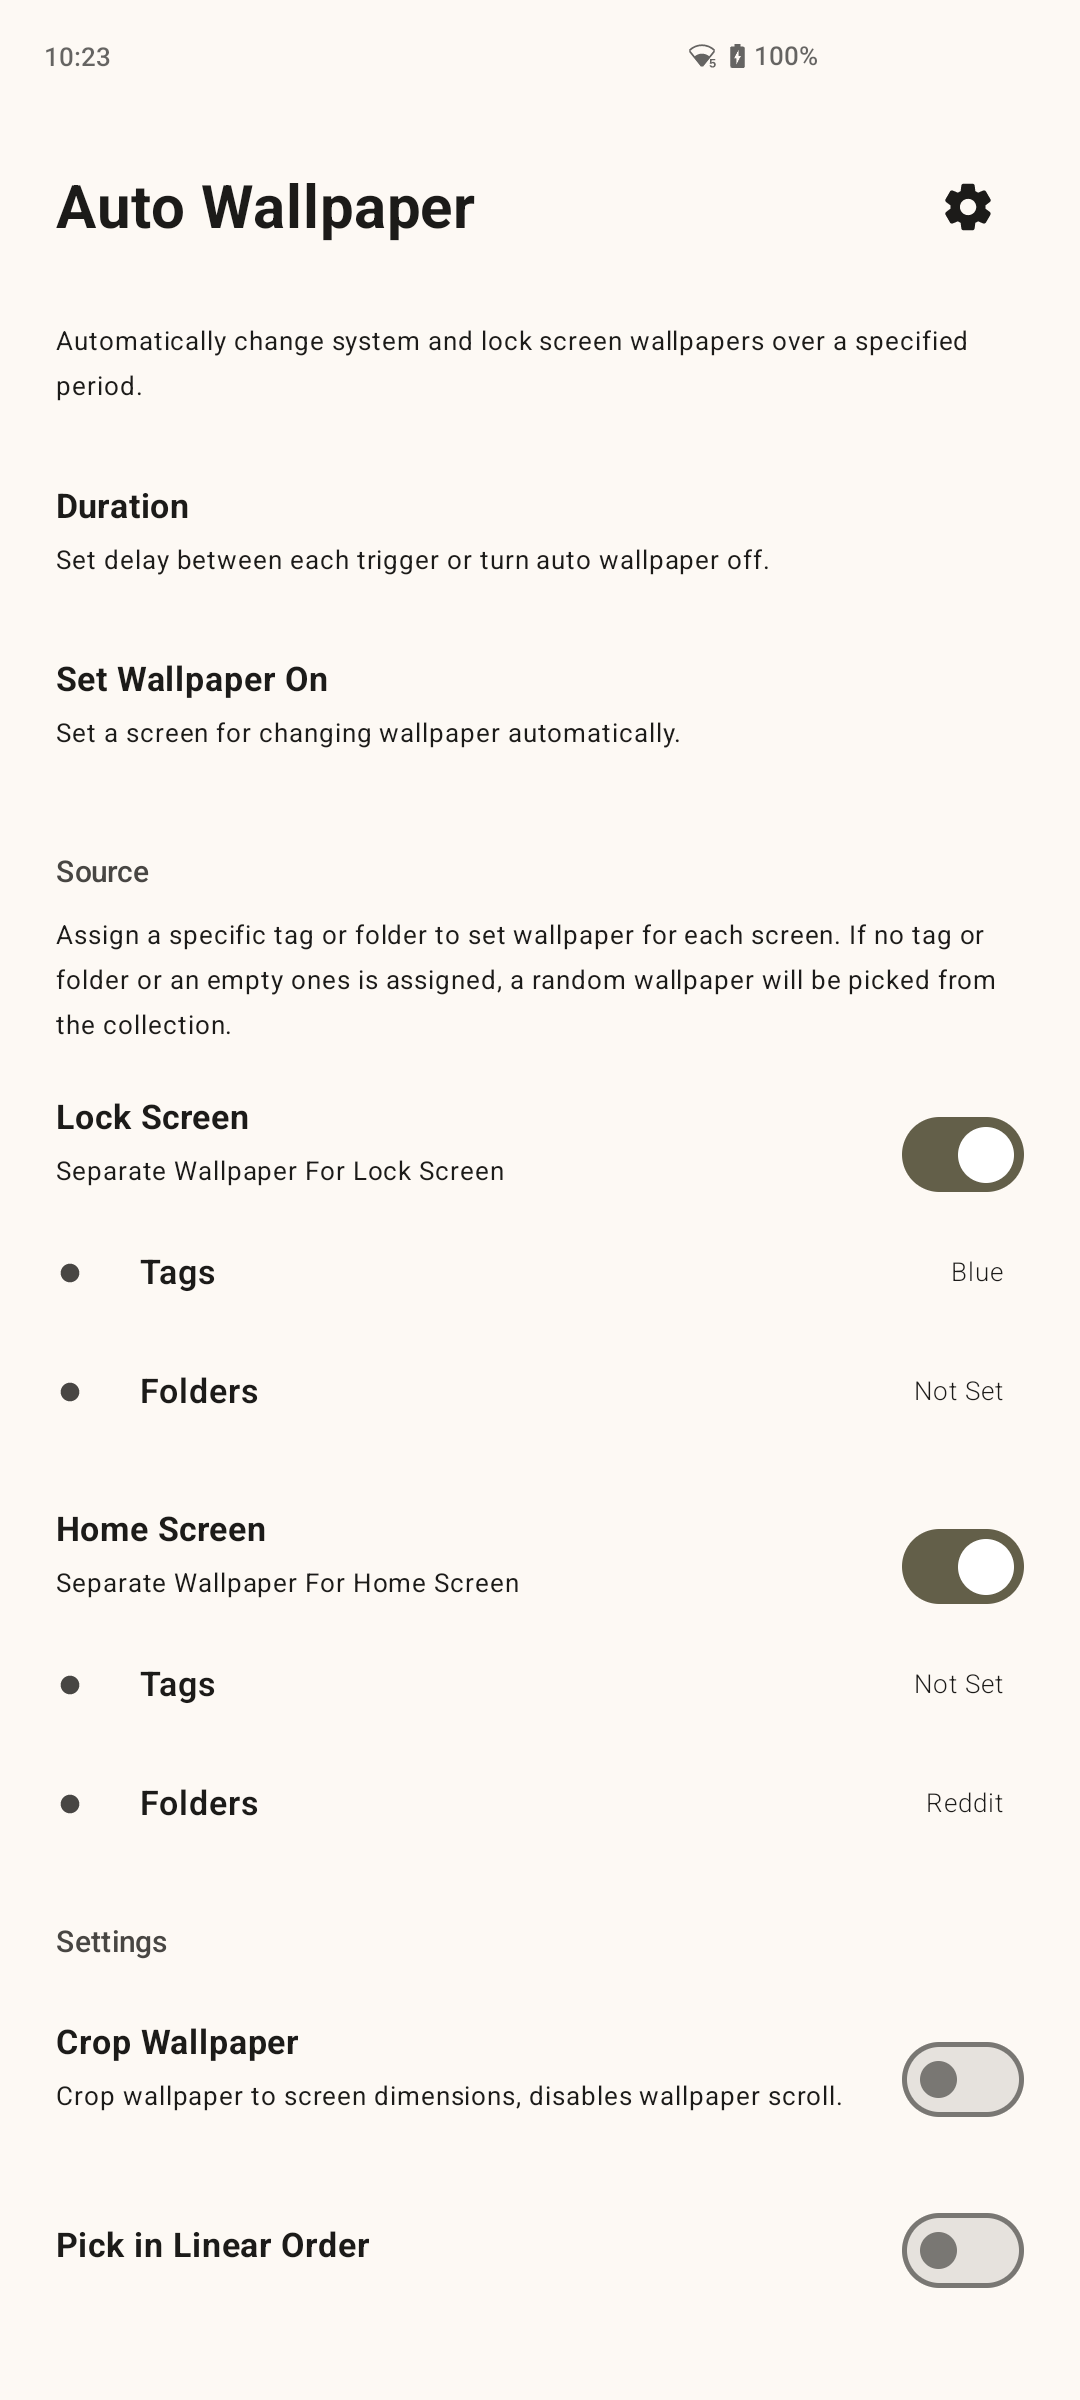 10:23
5
100%
Auto Wallpaper
Automatically change system and lock screen wallpapers over a specified
period.
Duration
Set delay between each trigger or turn auto wallpaper off.
Set Wallpaper On
Set a screen for changing wallpaper automatically.
Source
Assign a specific tag or folder to set wallpaper for each screen. If no tag or
folder or an empty ones is assigned, a random wallpaper will be picked from
the collection.
Lock Screen
Separate Wallpaper For Lock Screen
Tags
Blue
Folders
Not Set
Home Screen
Separate Wallpaper For Home Screen
Tags
Not Set
Folders
Reddit
Settings
Crop Wallpaper
Crop wallpaper to screen dimensions, disables wallpaper scroll.
Pick in Linear Order